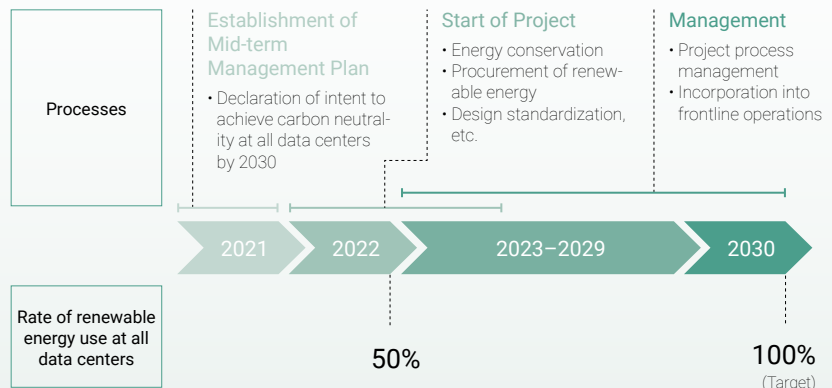 Processes
Establishment of
Mid-term
Management Plan
• Declaration of intent to
achieve carbon neutral-
ity at all data centers
by 2030
Start of Project
• Energy conservation
• Procurement of renew-
able energy
• Design standardization,
etc.
Management
• Project process
management
• Incorporation into
frontline operations
2021
2022
2023–2029
2030
Rate of renewable
energy use at all
data centers
50%
100%
(Target)